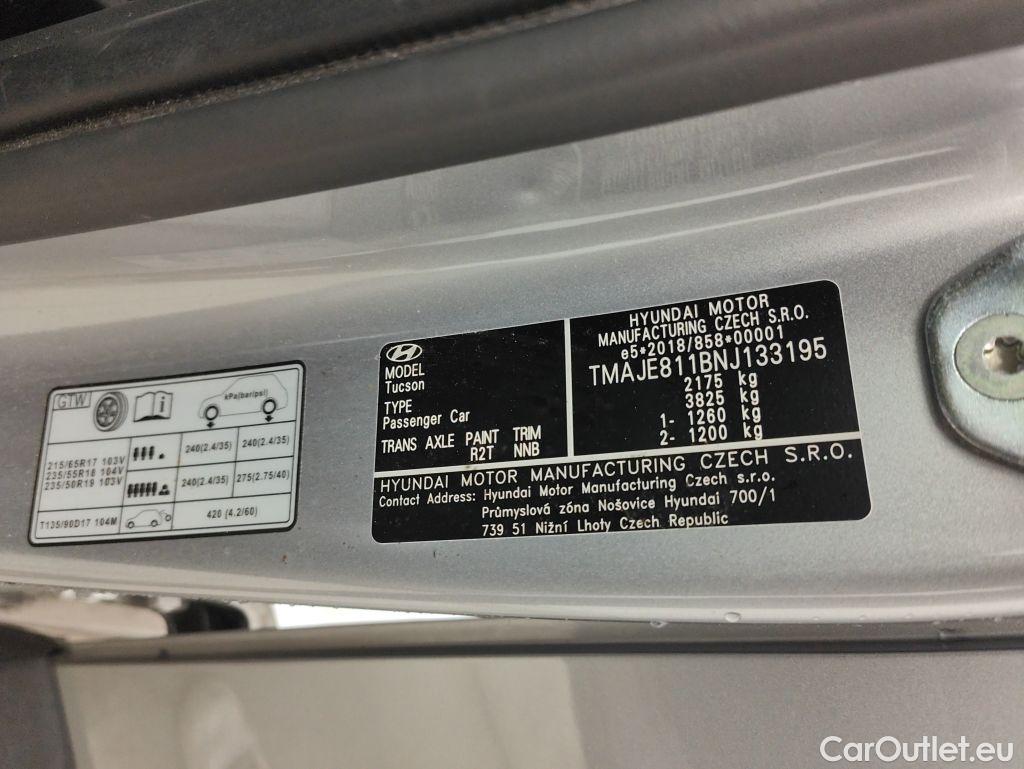 GTW
i
kPa(bar/psi)
215/65R17 103V
235/55R18 104V
235/50R19 103V
240(2.4/35)
240(2.4/35)
240(2.4/35)
275(2.75/40)
T135/90D17 104M
420 (4.2/60)
MODEL
Tucson
TYPE
Passenger Car
TRANS AXLE PAINT TRIM
R2T NNB
HYUNDAI MOTOR
MANUFACTURING CZECH S.R.O.
e5*2018/858*00001
TMAJE811BNJ133195
2175 kg
3825 kg
1- 1260 kg
2- 1200 kg
HYUNDAI MOTOR MANUFACTURING CZECH S.R.O.
Contact Address: Hyundai Motor Manufacturing Czech s.r.o.
Průmyslová zóna Nošovice Hyundai 700/1
739 51 Nižní Lhoty Czech Republic
CarOutlet.eu